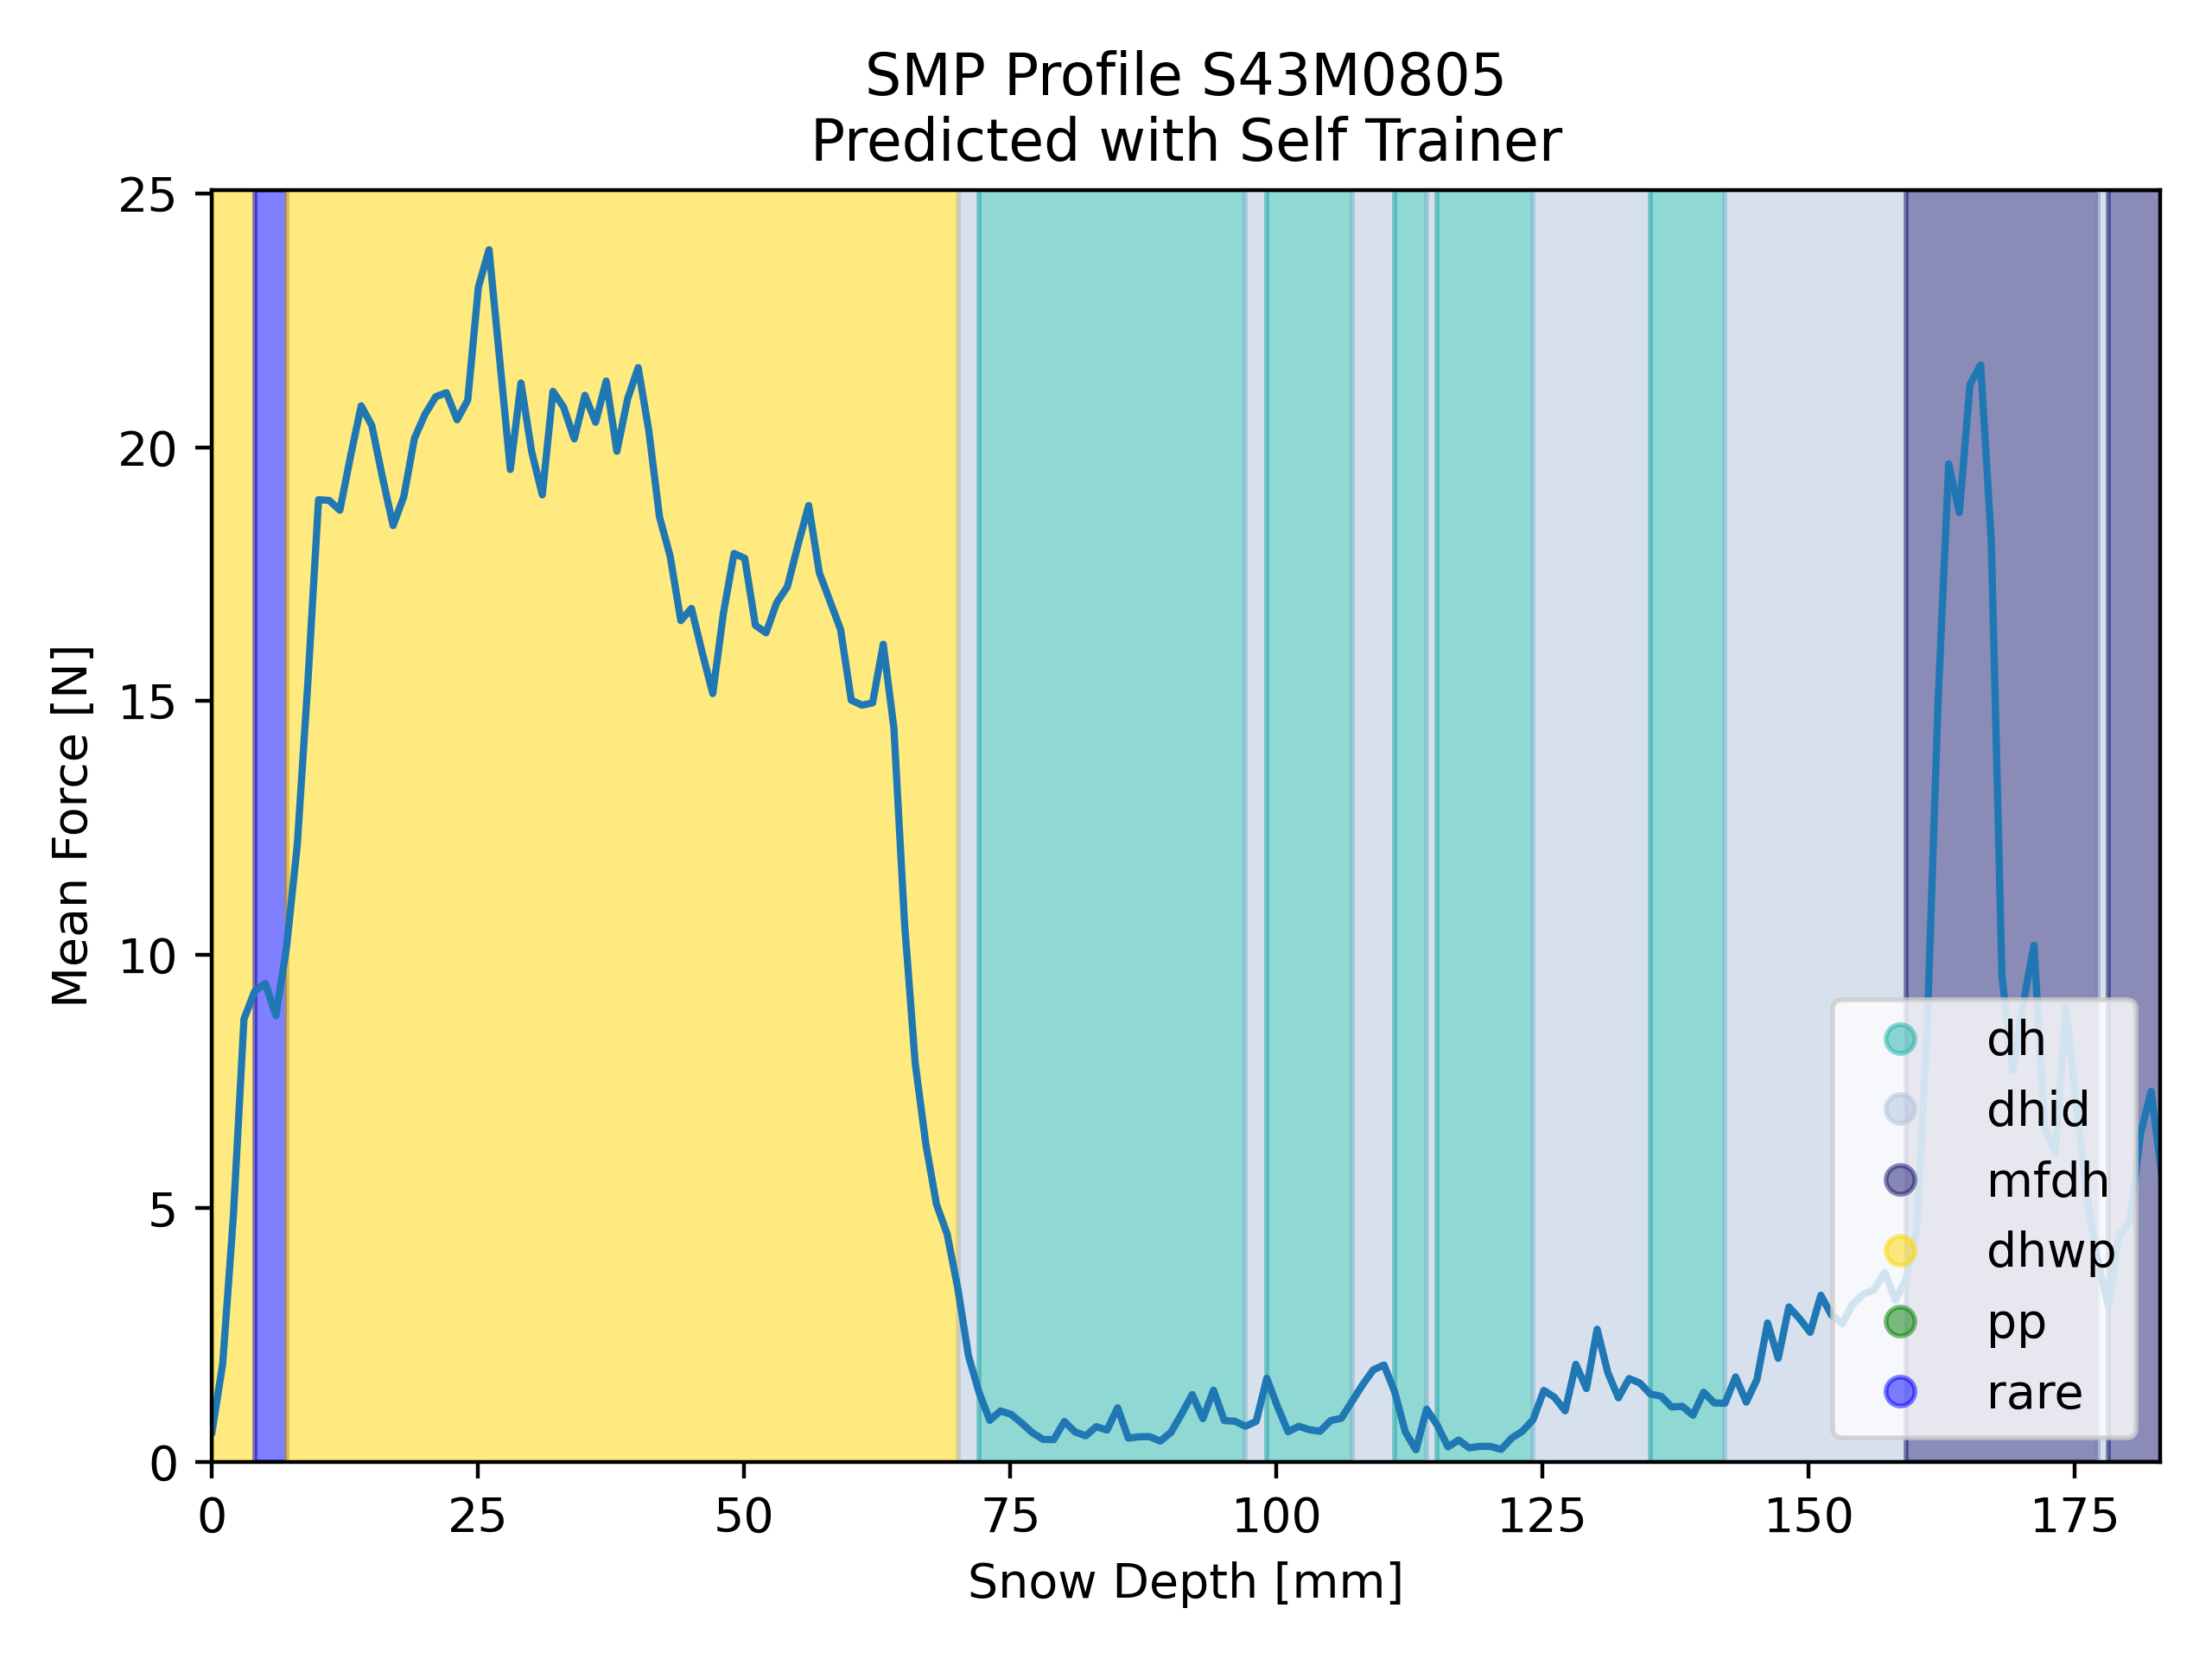 SMP Profile S43M0805
Predicted with Self Trainer
Mean Force [N]
25
20
15
10
5
0
dh
dhid
mfdh
dhwp
pp
rare
0 25 50 75 100 125 150 175
Snow Depth [mm]